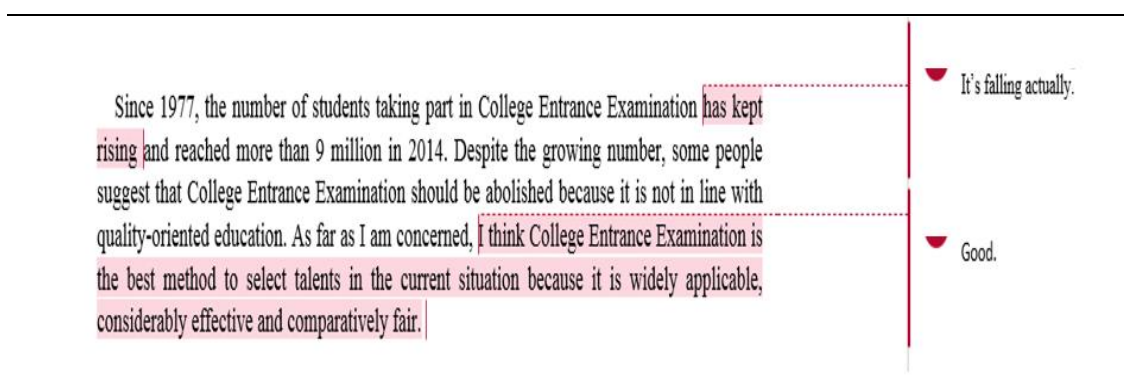 Since 1977, the number of students taking part in College Entrance Examination has kept
rising and reached more than 9 million in 2014. Despite the growing number, some people
suggest that College Entrance Examination should be abolished because it is not in line with
quality-oriented education. As far as I am concerned, I think College Entrance Examination is
the best method to select talents in the current situation because it is widely applicable,
considerably effective and comparatively fair.
It's falling actually.
Good.